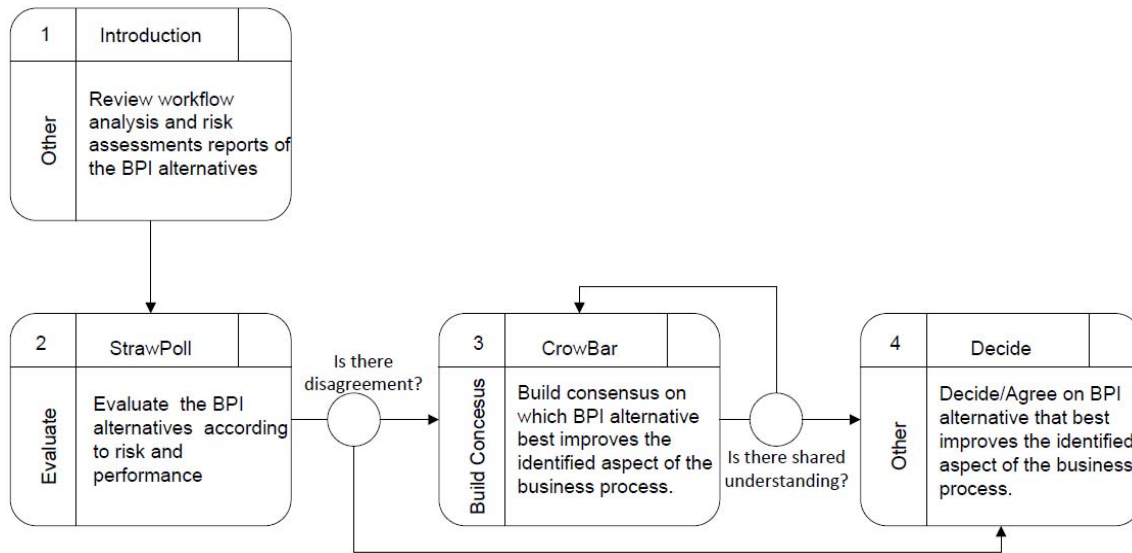 1
Introduction
Other
Review workflow
analysis and risk
assessments reports of
the BPI alternatives
2
StrawPoll
Evaluate
Evaluate the BPI
alternatives according
to risk and
performance
Is there
disagreement?
3
CrowBar
Build Concesus
Build consensus on
which BPI alternative
best improves the
identified aspect of the
business process.
Is there shared
understanding?
4
Decide
Other
Decide/Agree on BPI
alternative that best
improves the identified
aspect of the business
process.